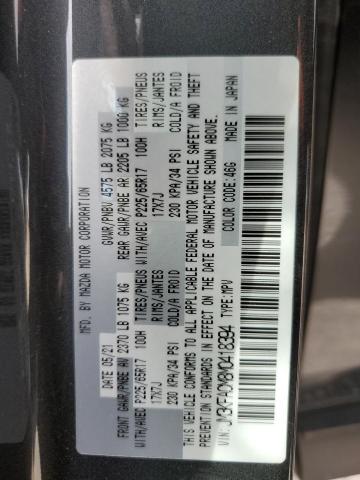 MFD. BY MAZDA MOTOR CORPORATION
DATE 05/21 GVWR/PNBV 4575 LB 2075 KG
FRONT GAWR/PNBE AV 2370 LB 1075 KG REAR GAWR/PNBE AR 2205 LB 1000 KG
WITH/AVEC P225/65R17 100H TIRES/PNEUS WITH/AVEC P225/65R17 100H TIRES/PNEUS
17X7J RIMS/JANTES 17X7J RIMS/JANTES
230 KPA/34 PSI COLD/A FROID 230 KPA/34 PSI COLD/A FROID
THIS VEHICLE CONFORMS TO ALL APPLICABLE FEDERAL MOTOR VEHICLE SAFETY AND THEFT
PREVENTION STANDARDS IN EFFECT ON THE DATE OF MANUFACTURE SHOWN ABOVE.
VIN: JM3KFACM8M0418394 TYPE: MPV COLOR CODE: 46G MADE IN JAPAN